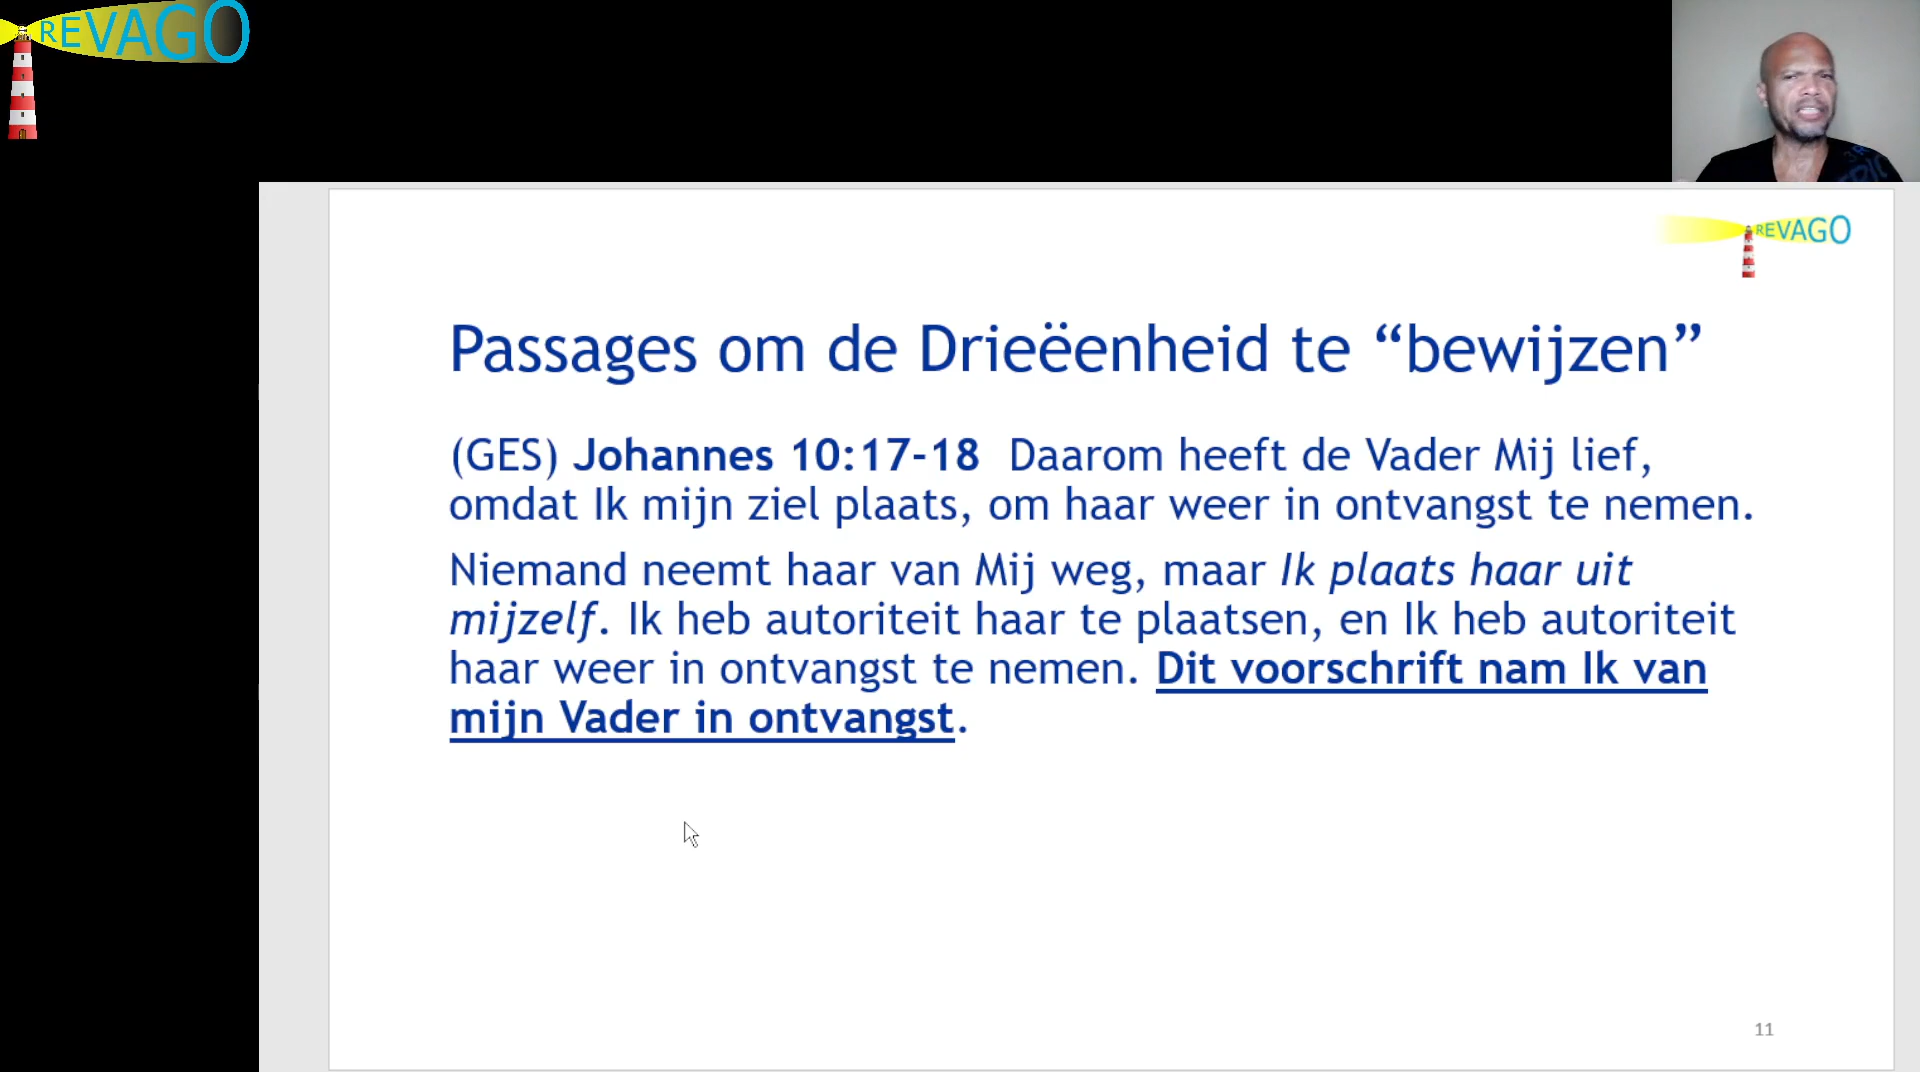 REVAGO
REVAGO
Passages om de Drieëenheid te “bewijzen”
(GES) Johannes 10:17-18 Daarom heeft de Vader Mij lief,
omdat Ik mijn ziel plaats, om haar weer in ontvangst te nemen.
Niemand neemt haar van Mij weg, maar Ik plaats haar uit
mijzelf. Ik heb autoriteit haar te plaatsen, en Ik heb autoriteit
haar weer in ontvangst te nemen. Dit voorschrift nam Ik van
mijn Vader in ontvangst.
11